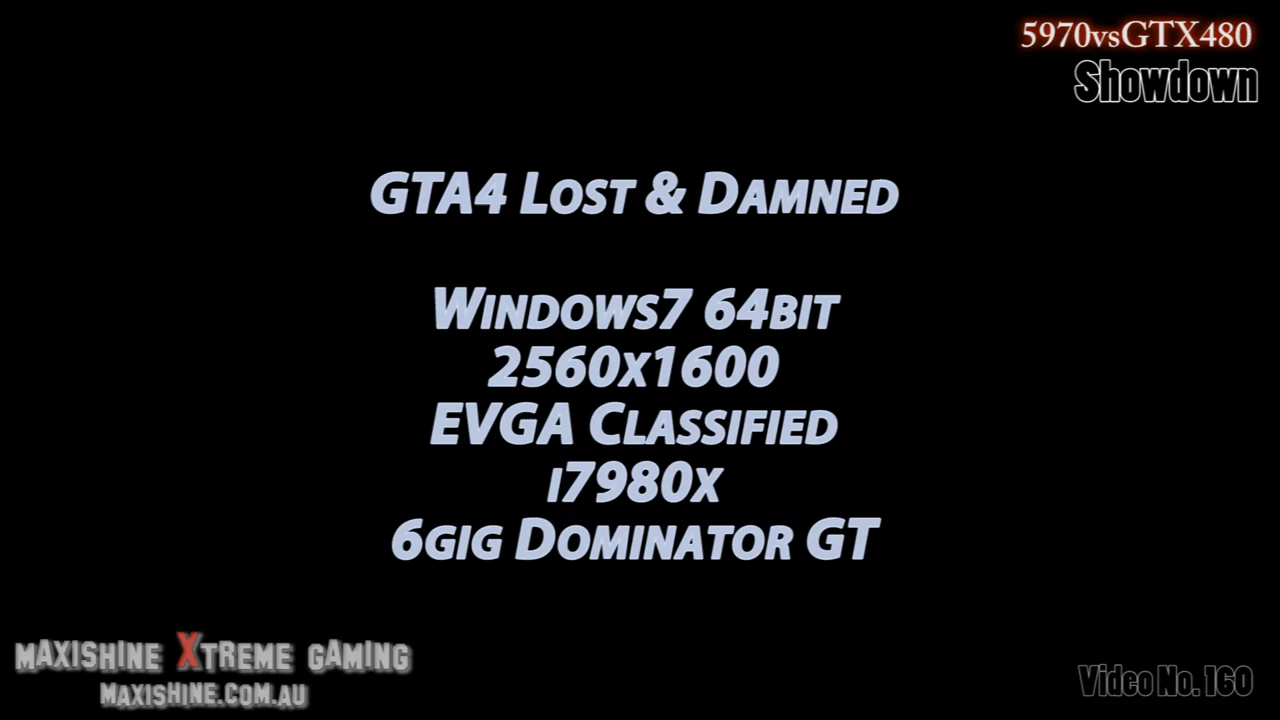 5970vsGTX480
Showdown
GTA4 Lost & Damned
Windows7 64bit
2560x1600
EVGA Classified
i7980x
6gig Dominator GT
Maxishine Xtreme Gaming
maxishine.com.au
Video No. 160